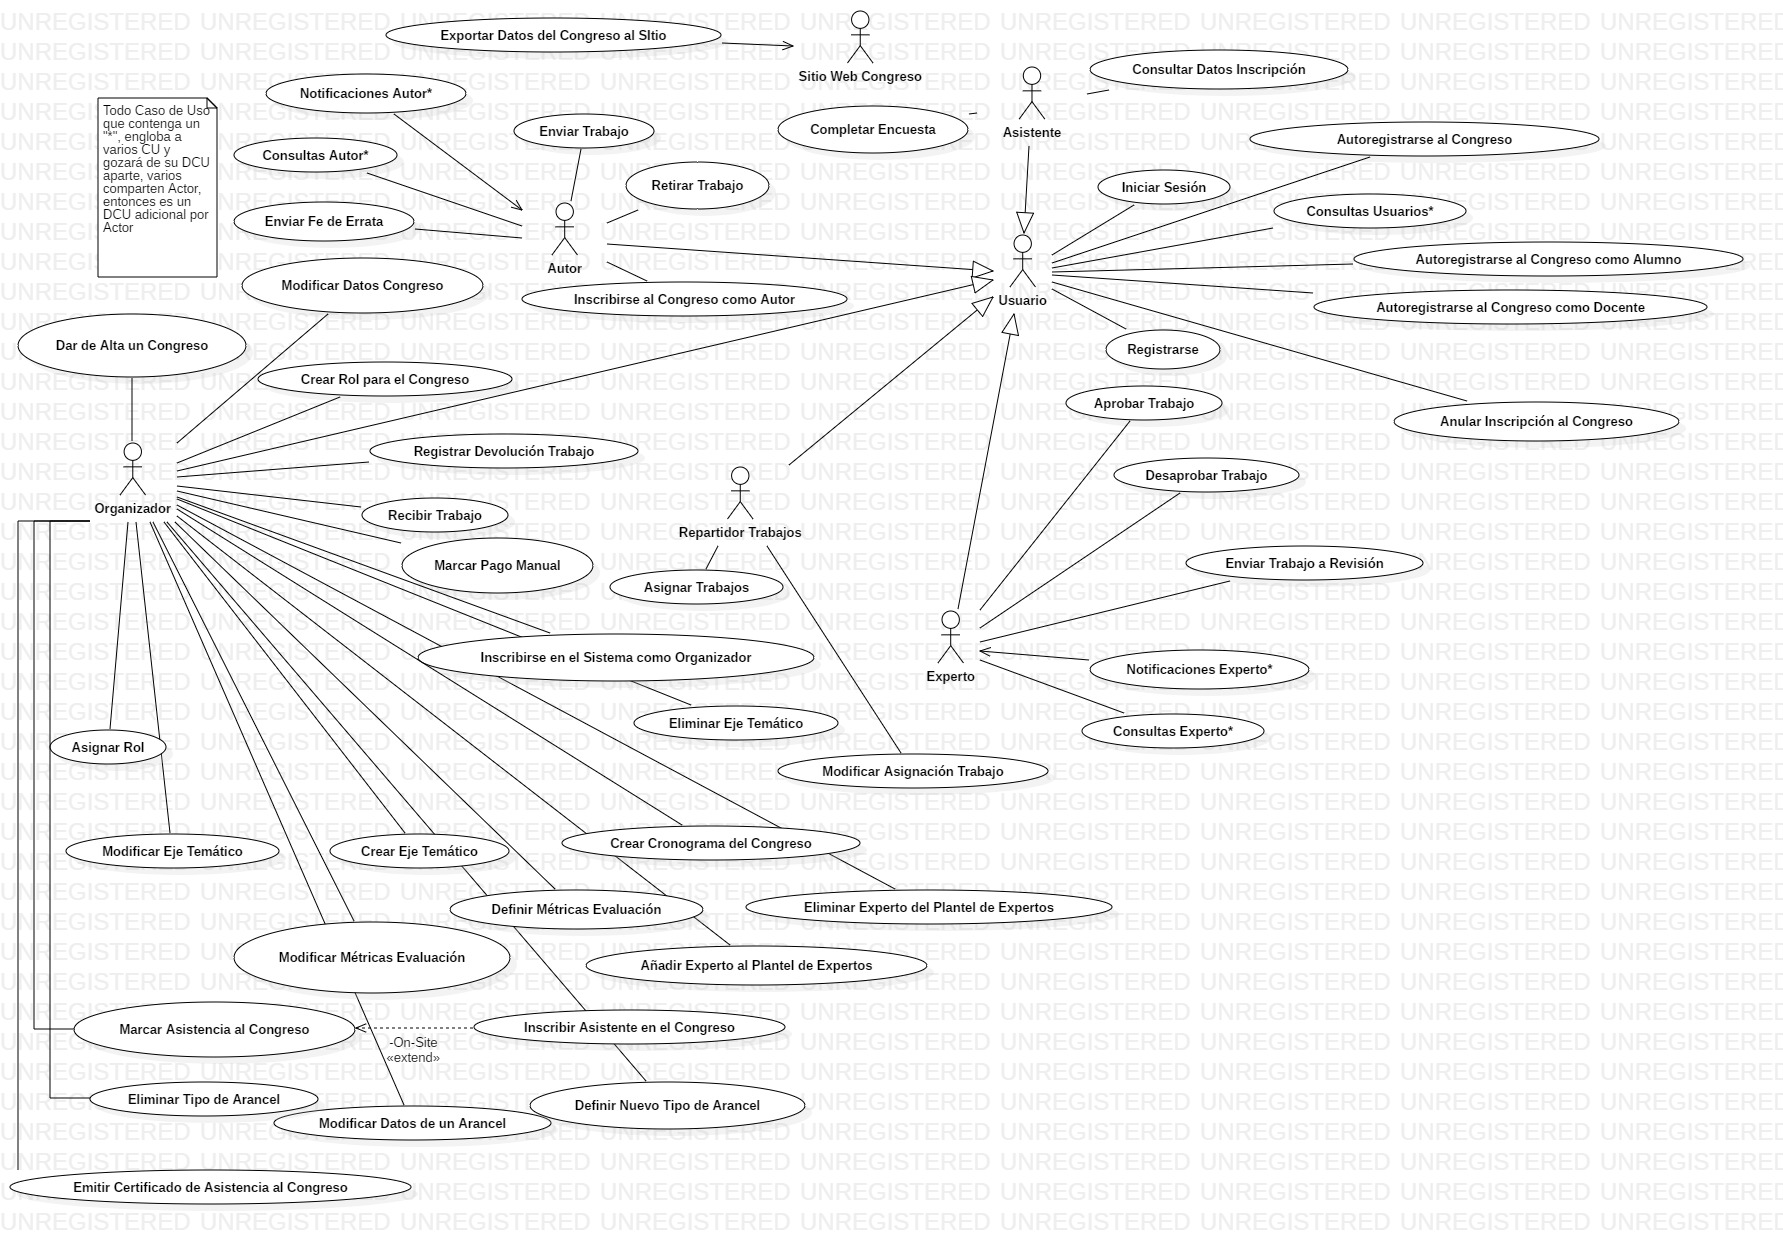 Exportar Datos del Congreso al SItio
Sitio Web Congreso
Consultar Datos Inscripción
Notificaciones Autor*
Todo Caso de Uso
que contenga un
"*", engloba a
varios CU y
gozará de su DCU
aparte, varios
comparten Actor,
entonces es un
DCU adicional por
Actor
Enviar Trabajo
Completar Encuesta
Asistente
Autoregistrarse al Congreso
Consultas Autor*
Retirar Trabajo
Iniciar Sesión
Consultas Usuarios*
Enviar Fe de Errata
Autor
Autoregistrarse al Congreso como Alumno
Modificar Datos Congreso
Inscribirse al Congreso como Autor
Usuario
Autoregistrarse al Congreso como Docente
Dar de Alta un Congreso
Registrarse
Crear Rol para el Congreso
Aprobar Trabajo
Anular Inscripción al Congreso
Registrar Devolución Trabajo
Desaprobar Trabajo
Organizador
Recibir Trabajo
Repartidor Trabajos
Marcar Pago Manual
Asignar Trabajos
Enviar Trabajo a Revisión
Inscribirse en el Sistema como Organizador
Experto
Notificaciones Experto*
Eliminar Eje Temático
Consultas Experto*
Asignar Rol
Modificar Asignación Trabajo
Modificar Eje Temático
Crear Eje Temático
Crear Cronograma del Congreso
Definir Métricas Evaluación
Eliminar Experto del Plantel de Expertos
Modificar Métricas Evaluación
Añadir Experto al Plantel de Expertos
Marcar Asistencia al Congreso
Inscribir Asistente en el Congreso
-On-Site
«extend»
Eliminar Tipo de Arancel
Definir Nuevo Tipo de Arancel
Modificar Datos de un Arancel
Emitir Certificado de Asistencia al Congreso
UNREGISTERED